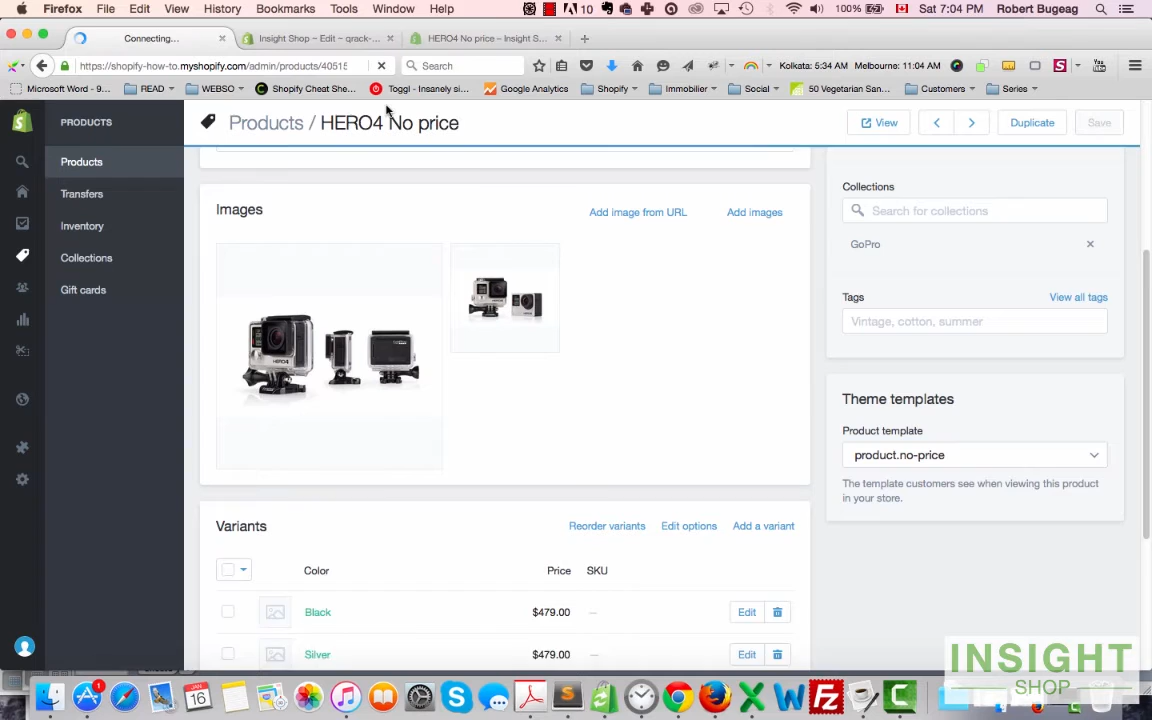 Firefox File Edit View History Bookmarks Tools Window Help 10 100% Sat 7:04 PM Robert Bugeag
Connecting... Insight Shop – Edit ~ qrack-... HERO4 No price – Insight S...
https://shopify-how-to.myshopify.com/admin/products/40515 Search Kolkata: 5:34 AM Melbourne: 11:04 AM
Microsoft Word - 9... READ WEBSO Shopify Cheat She... Toggl - Insanely si... Google Analytics Shopify Immobilier Social 50 Vegetarian San... Customers Series
PRODUCTS
Products / HERO4 No price
View
Duplicate
Save
Products
Transfers
Inventory
Collections
Gift cards
Images
Add image from URL
Add images
HERO4
Variants
Reorder variants
Edit options
Add a variant
Color Price SKU
Black $479.00 — Edit
Silver $479.00 — Edit
Collections
Search for collections
GoPro
Tags View all tags
Vintage, cotton, summer
Theme templates
Product template
product.no-price
The template customers see when viewing this product
in your store.
INSIGHT
SHOP
JAN
16
1